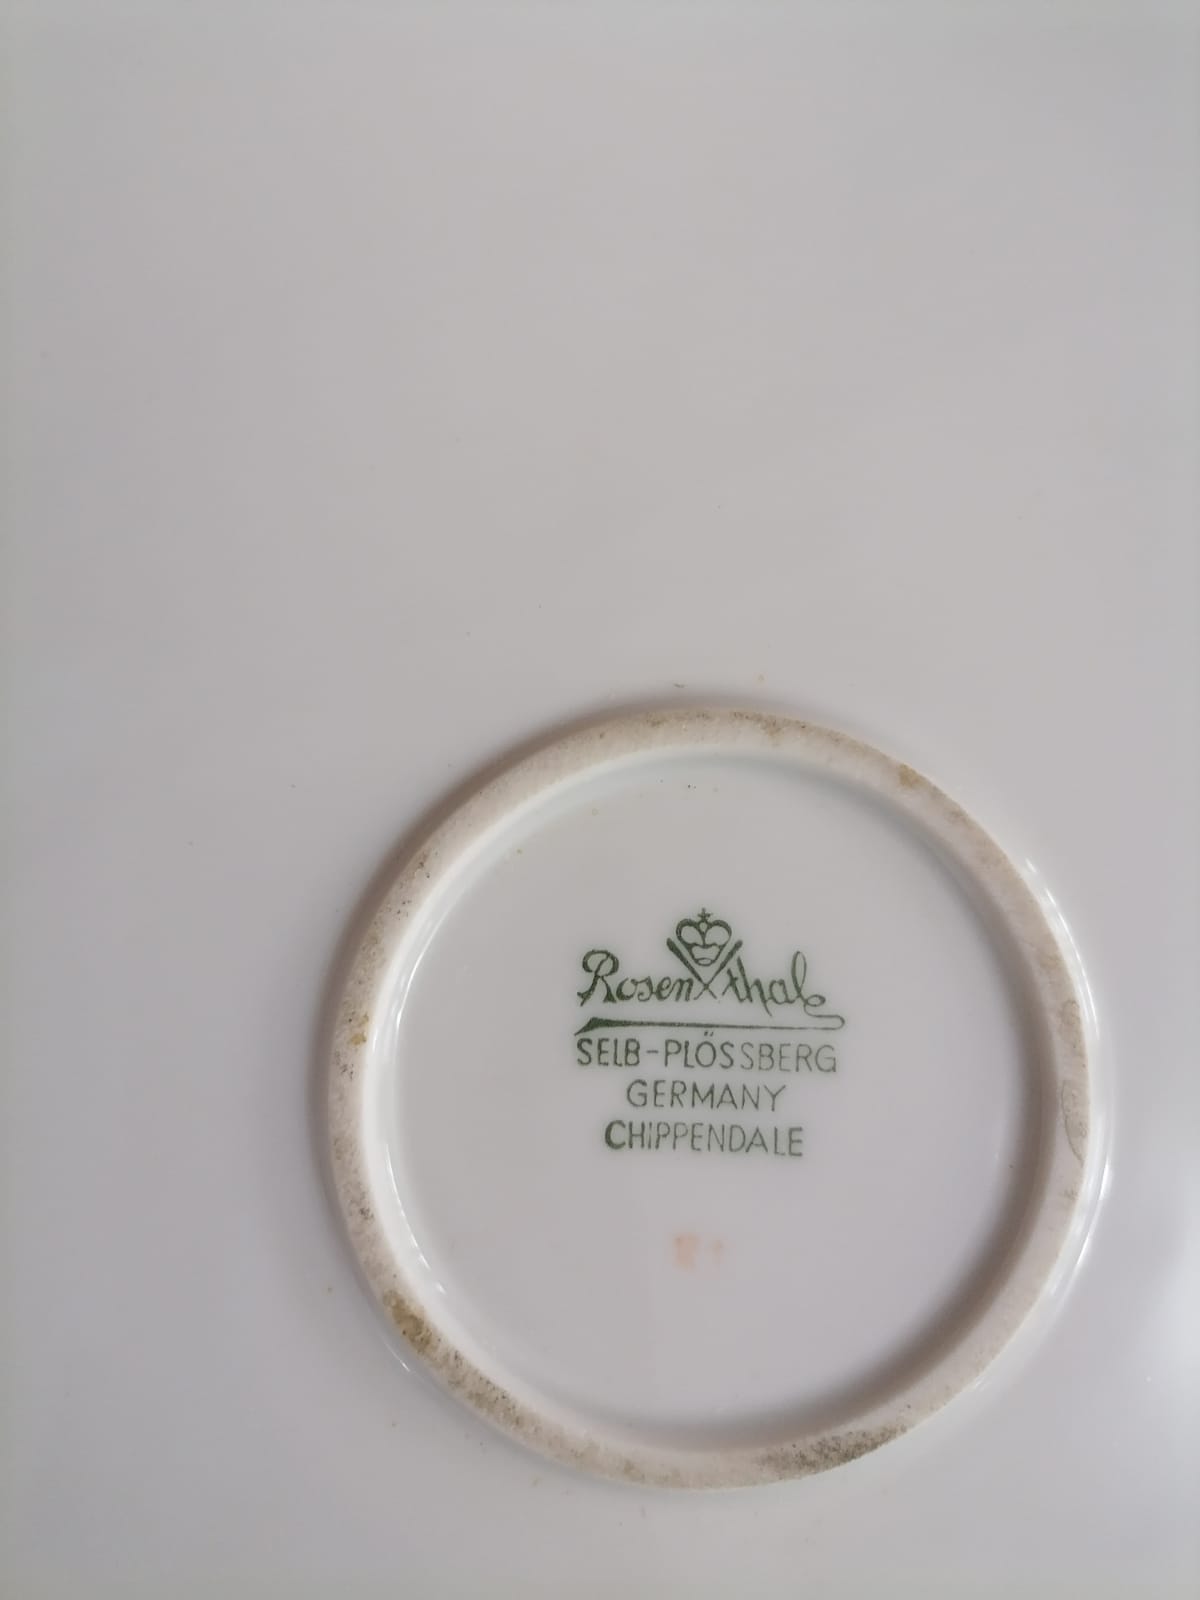 Rosenthal
SELB-PLÖSSBERG
GERMANY
CHIPPENDALE